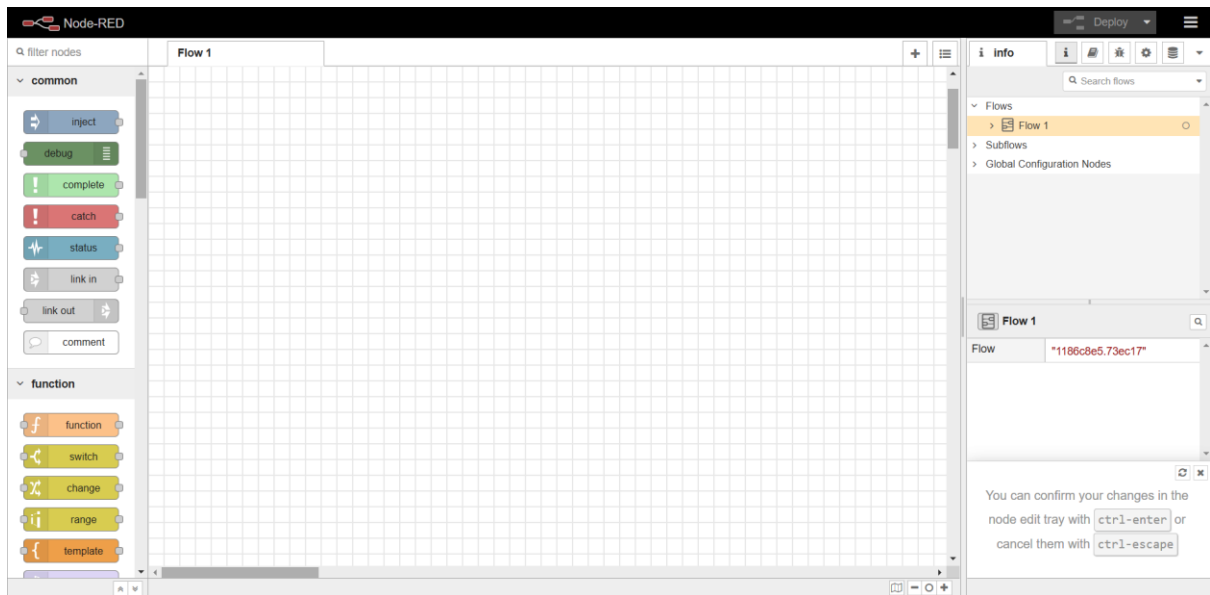 Node-RED
Deploy
filter nodes
Flow 1
i info
Search flows
common
inject
debug
complete
catch
status
link in
link out
comment
function
function
switch
change
range
template
Flows
Flow 1
Subflows
Global Configuration Nodes
Flow 1
Flow "1186c8e5.73ec17"
You can confirm your changes in the
node edit tray with ctrl-enter or
cancel them with ctrl-escape